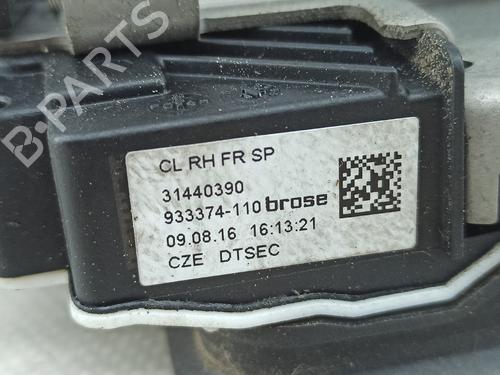 B-PARTS
CL RH FR SP
31440390
933374-110 brose
09.08.16 16:13:21
CZE DTSEC